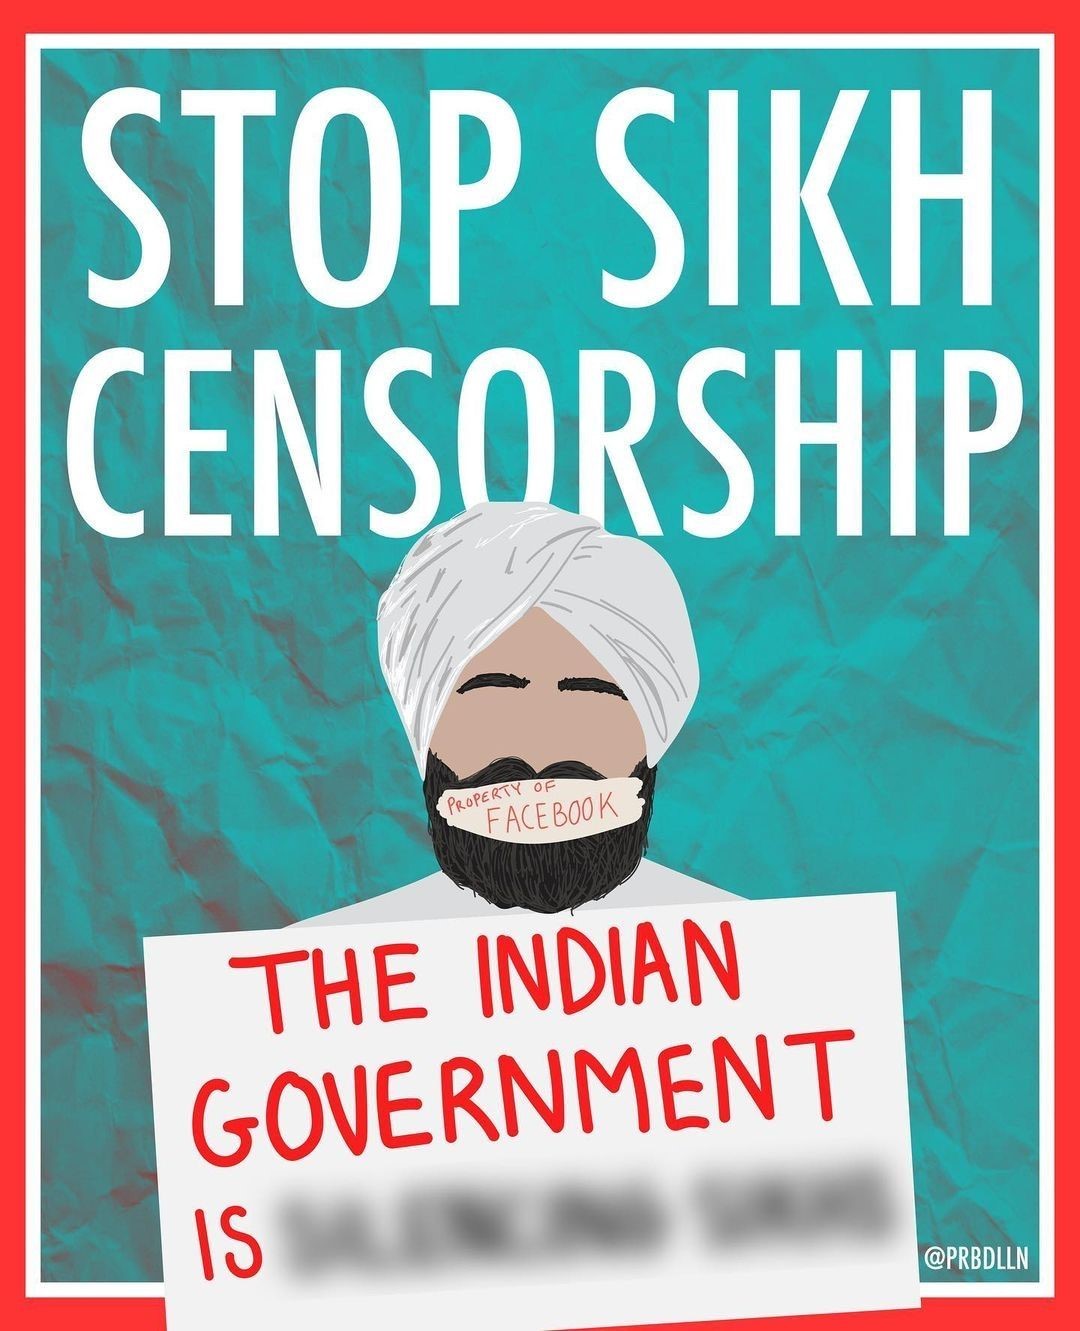 STOP SIKH
CENSORSHIP
PROPERTY OF
FACEBOOK
THE INDIAN
GOVERNMENT
IS
@PRBDLLN